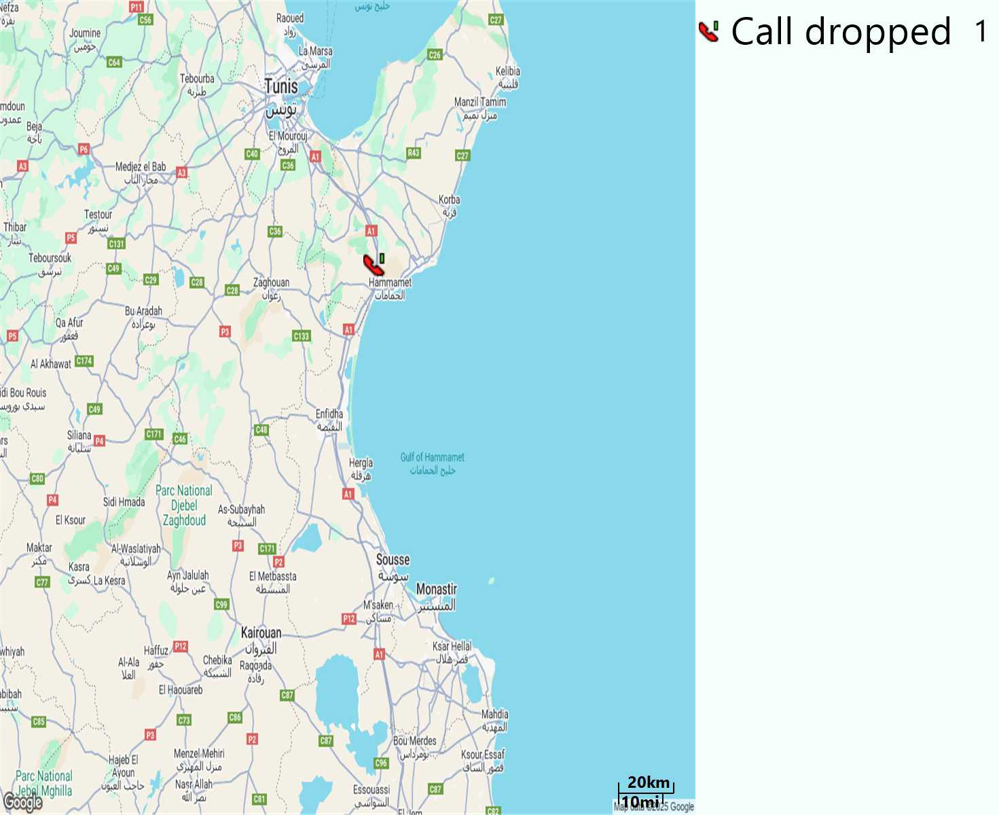 Call dropped 1
خليج تونس
P11
C56
C27
Raoued
رواد
Joumine
جومين
C64
La Marsa
المرسى
C26
Kelibia
قليبية
Tebourba
طبربة
Tunis
تونس
Manzil Tamim
منزل تميم
Beja
باجة
El Mourouj
المروج
P6
C40
C36
A1
R43
C27
A3
Medjez el Bab
مجاز الباب
A3
Korba
قربة
Testour
تستور
Thibar
تيبار
P5
C131
C36
A1
Teboursouk
تبرسق
C49
C29
C28
C28
Zaghouan
زغوان
Hammamet
الحمامات
Bu Aradah
بوعرادة
Qa Afur
قعفور
P5
P3
C133
A1
Al Akhawat
C174
idi Bou Rouis
سيدي بورويس
C49
Enfidha
النفيضة
Siliana
سليانة
P4
C171
C46
C48
Gulf of Hammamet
خليج الحمامات
Hergla
هرقلة
C80
P4
Parc National
Djebel
Zaghdoud
A1
Sidi Hmada
As-Subayhah
السبيحة
El Ksour
Maktar
مكثر
Al-Waslatiyah
الوسلاتية
P3
C171
P2
Sousse
سوسة
Kasra
كسرى
La Kesra
C77
Ayn Jalulah
عين جلولة
El Metbassta
المتبسطة
Monastir
المنستير
C99
M'saken
مساكن
P12
Kairouan
القيروان
Ksar Hellal
قصر هلال
whiyah
Haffuz
حفوز
P12
A1
Al-Ala
العلا
Chebika
الشبيكة
Raqqada
رقادة
El Haouareb
abibah
C87
C85
C73
C86
Mahdia
المهدية
P3
P2
C87
Bou Merdes
بومرداس
Hajeb El
Ayoun
حاجب العيون
Menzel Mehiri
منزل المهيري
C96
Ksour Essaf
قصور الساف
Parc National
Jebel Mghilla
Nasr Allah
نصر الله
C81
Essouassi
السواسي
C87
20km
10mi
Google
Map data ©2025 Google
El Jem
C82